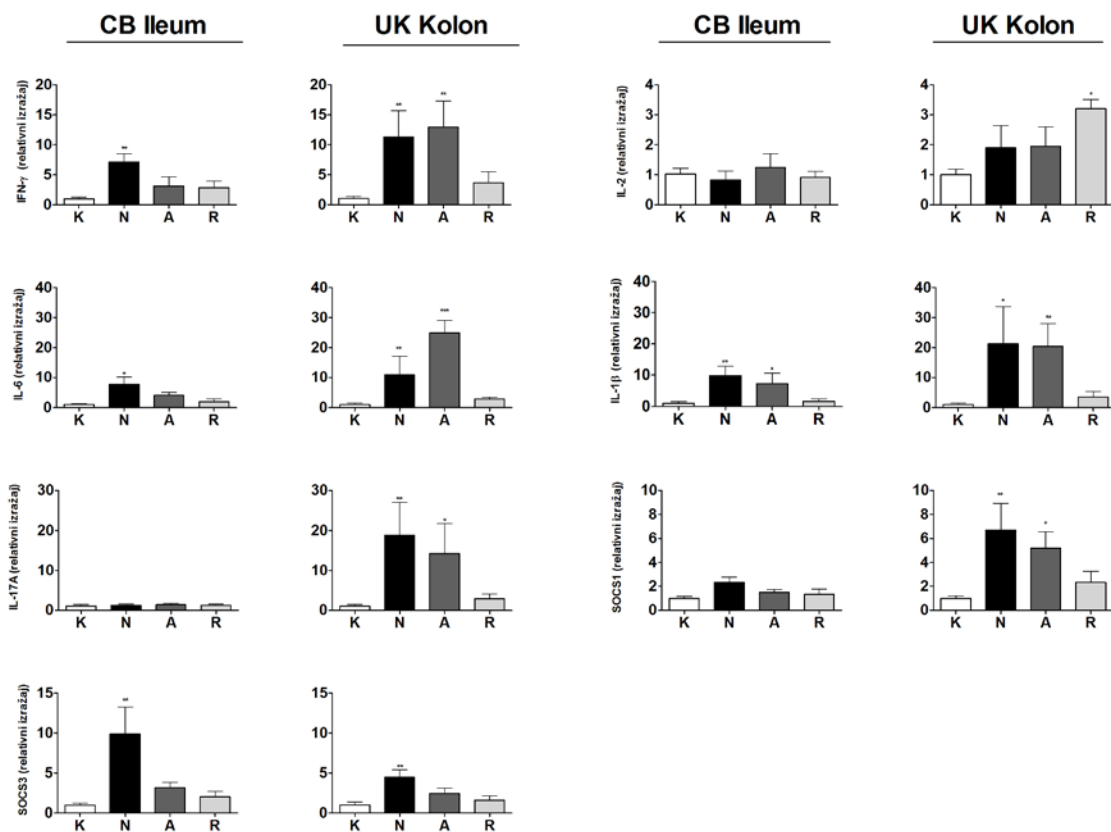 CB Ileum UK Kolon CB Ileum UK Kolon
IFN-γ (relativni izražaj)
20 15 10 5 0
** 
K N A R
20 15 10 5 0
** **
K N A R
IL-2 (relativni izražaj)
4 3 2 1 0
K N A R
4 3 2 1 0
*
K N A R
IL-6 (relativni izražaj)
40 30 20 10 0
*
K N A R
40 30 20 10 0
** ***
K N A R
IL-1β (relativni izražaj)
40 30 20 10 0
** *
K N A R
40 30 20 10 0
* **
K N A R
IL-17A (relativni izražaj)
30 20 10 0
K N A R
30 20 10 0
** *
K N A R
SOCS1 (relativni izražaj)
10 8 6 4 2 0
K N A R
10 8 6 4 2 0
** *
K N A R
SOCS3 (relativni izražaj)
15 10 5 0
**
K N A R
15 10 5 0
**
K N A R